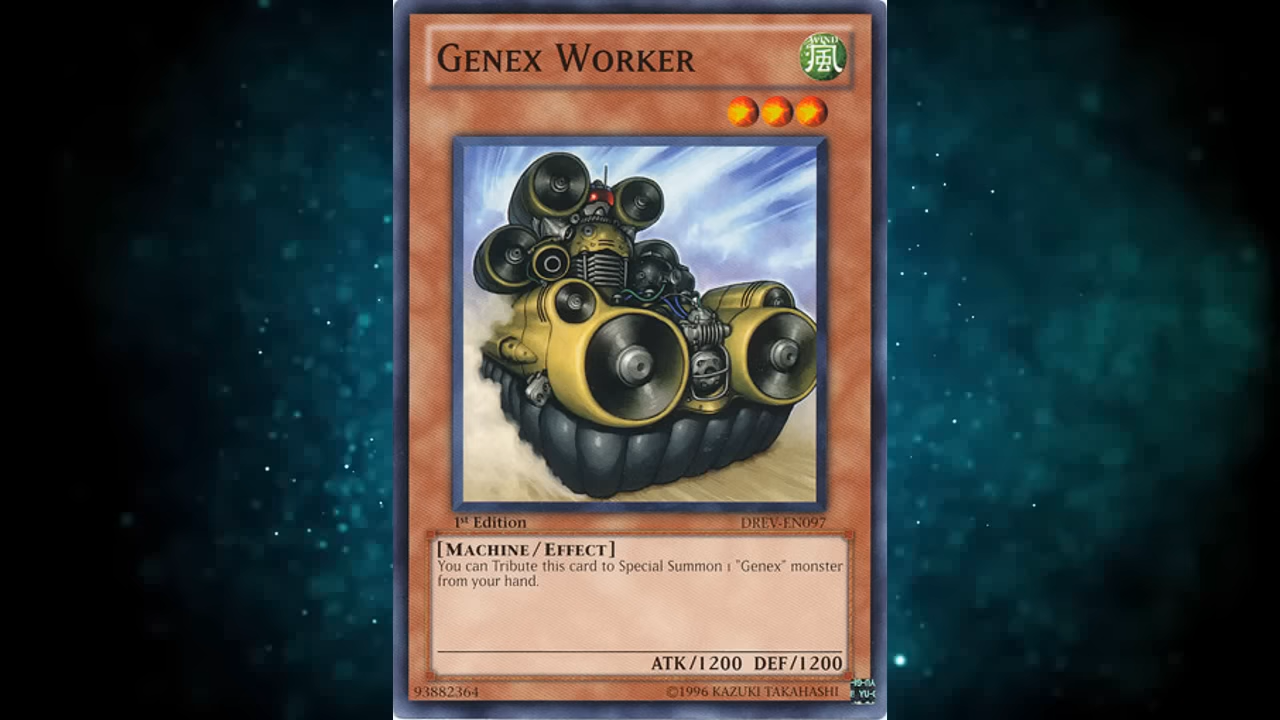 GENEX WORKER
WIND
風
1st Edition
DREV-EN097
[MACHINE/EFFECT]
You can Tribute this card to Special Summon 1 "Genex" monster
from your hand.
ATK/1200 DEF/1200
93882364
©1996 KAZUKI TAKAHASHI